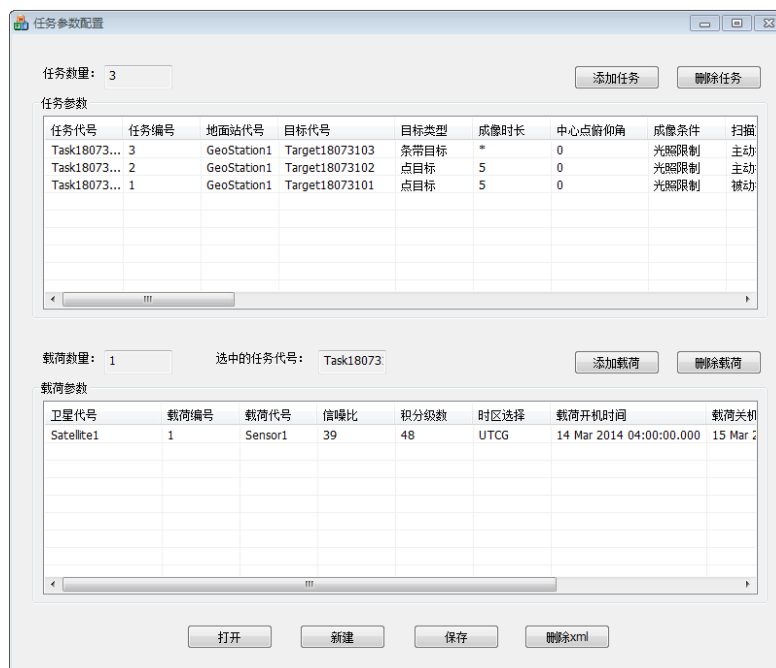 任务参数配置
任务数量： 3 添加任务 删除任务
任务参数
任务代号 任务编号 地面站代号 目标代号 目标类型 成像时长 中心点俯仰角 成像条件 扫描
Task18073... 3 GeoStation1 Target18073103 条带目标 * 0 光照限制 主动
Task18073... 2 GeoStation1 Target18073102 点目标 5 0 光照限制 主动
Task18073... 1 GeoStation1 Target18073101 点目标 5 0 光照限制 被动
载荷数量： 1 选中的任务代号： Task18073 添加载荷 删除载荷
载荷参数
卫星代号 载荷编号 载荷代号 信噪比 积分级数 时区选择 载荷开机时间 载荷关机
Satellite1 1 Sensor1 39 48 UTCG 14 Mar 2014 04:00:00.000 15 Mar 2
打开 新建 保存 删除xml